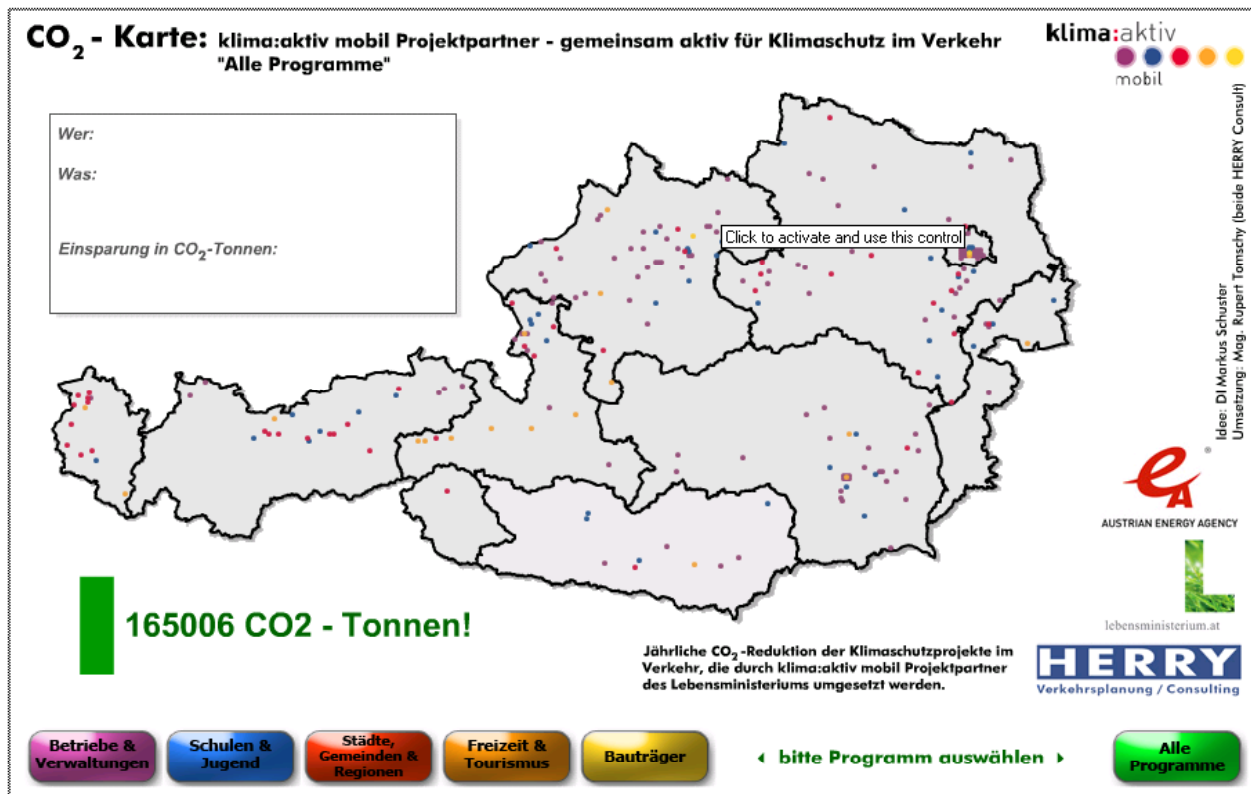 CO2 - Karte: klima:aktiv mobil Projektpartner - gemeinsam aktiv für Klimaschutz im Verkehr
"Alle Programme"
klima:aktiv
mobil
Wer:
Was:
Einsparung in CO2-Tonnen:
Click to activate and use this control
Idee: DI Markus Schuster
Umsetzung: Mag. Rupert Tomschy (beide HERRY Consult)
eA
AUSTRIAN ENERGY AGENCY
L
lebensministerium.at
165006 CO2 - Tonnen!
Jährliche CO2-Reduktion der Klimaschutzprojekte im
Verkehr, die durch klima:aktiv mobil Projektpartner
des Lebensministeriums umgesetzt werden.
HERRY
Verkehrsplanung / Consulting
Betriebe &
Verwaltungen
Schulen &
Jugend
Städte,
Gemeinden &
Regionen
Freizeit &
Tourismus
Bauträger
bitte Programm auswählen
Alle
Programme